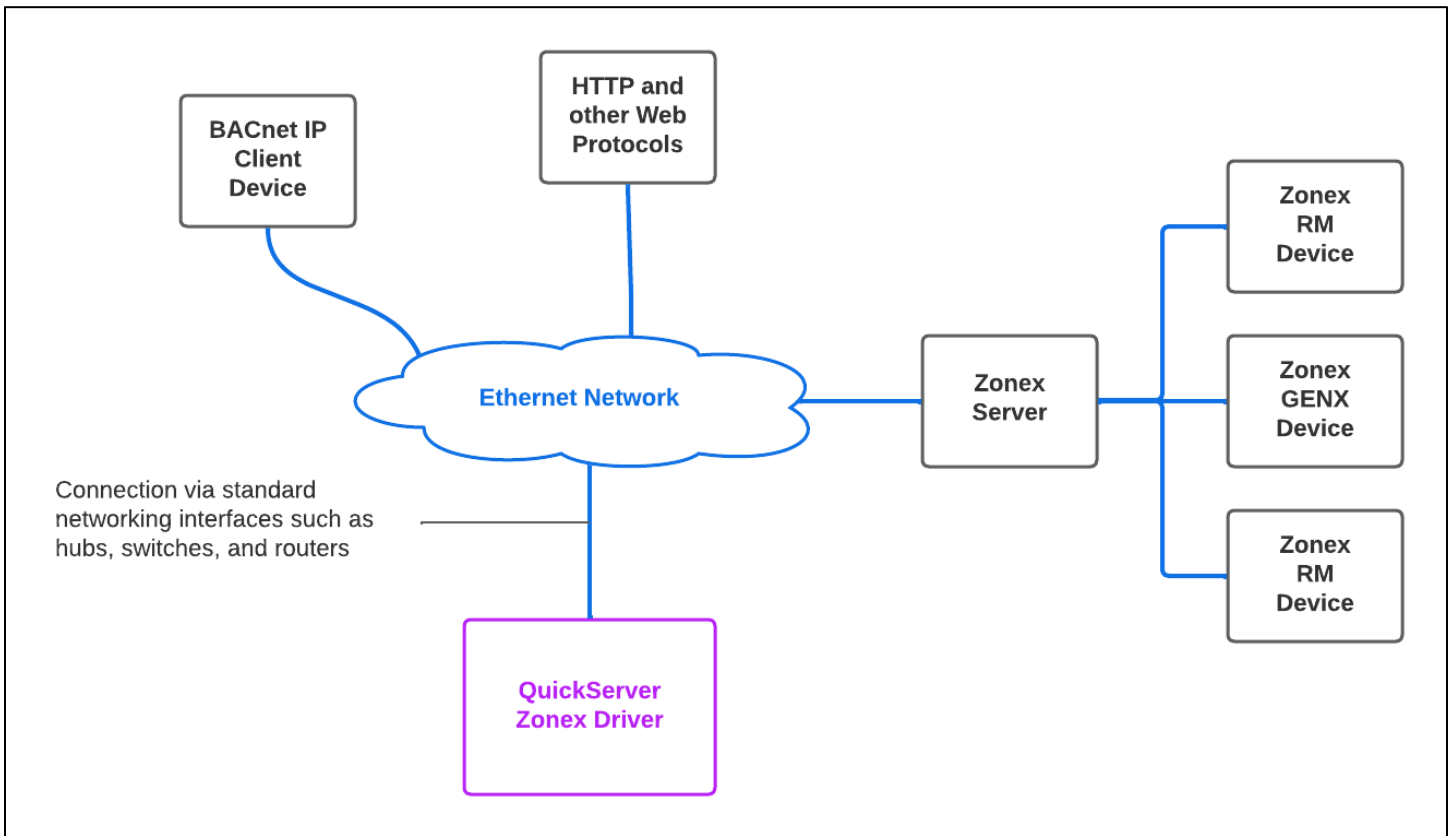 BACnet IP
Client
Device
HTTP and
other Web
Protocols
Zonex
RM
Device
Ethernet Network
Zonex
Server
Zonex
GENX
Device
Connection via standard
networking interfaces such as
hubs, switches, and routers
Zonex
RM
Device
QuickServer
Zonex Driver